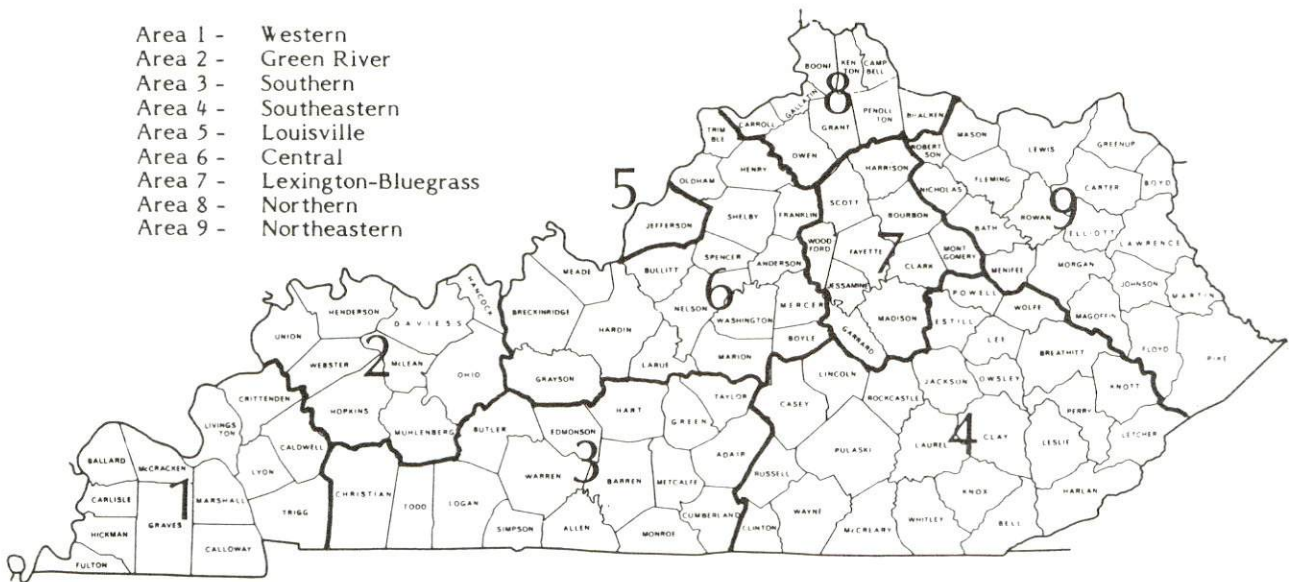 Area 1 - Western
Area 2 - Green River
Area 3 - Southern
Area 4 - Southeastern
Area 5 - Louisville
Area 6 - Central
Area 7 - Lexington-Bluegrass
Area 8 - Northern
Area 9 - Northeastern
BOONE
KEN
TON
CAMP
BELL
8
GALLATIN
CARROLL
GRANT
PENDLE
TON
BRACKEN
TRIM
BLE
OWEN
MASON
ROBERT
SON
LEWIS
GREENUP
HENRY
HARRISON
OLDHAM
5
NICHOLAS
FLEMING
CARTER
BOYD
SHELBY
FRANKLIN
SCOTT
BOURBON
JEFFERSON
ROWAN
9
BATH
ELLIOTT
LAWRENCE
WOOD
FORD
FAYETTE
7
MONT
GOMERY
SPENCER
ANDERSON
CLARK
MENIFEE
MORGAN
MEADE
BULLITT
6
JESSAMINE
POWELL
JOHNSON
MARTIN
HANCOCK
BRECKINRIDGE
NELSON
MERCER
WASHINGTON
MADISON
ESTILL
WOLFE
MAGOFFIN
HENDERSON
DAVIESS
HARDIN
GARRARD
LEE
UNION
BOYLE
BREATHITT
FLOYD
PIKE
WEBSTER
2
McLEAN
OHIO
LARUE
MARION
GRAYSON
LINCOLN
JACKSON
OWSLEY
KNOTT
CRITTENDEN
HOPKINS
CASEY
ROCKCASTLE
HART
TAYLOR
PERRY
LIVINGS
TON
MUHLENBERG
BUTLER
EDMONSON
GREEN
4
CLAY
LESLIE
LETCHER
CALDWELL
PULASKI
LAUREL
BALLARD
McCRACKEN
LYON
WARREN
3
BARREN
METCALFE
ADAIR
RUSSELL
CARLISLE
1
MARSHALL
CHRISTIAN
TODD
LOGAN
KNOX
HARLAN
GRAVES
TRIGG
CUMBERLAND
WAYNE
HICKMAN
SIMPSON
ALLEN
MONROE
CLINTON
McCREARY
WHITLEY
BELL
CALLOWAY
FULTON